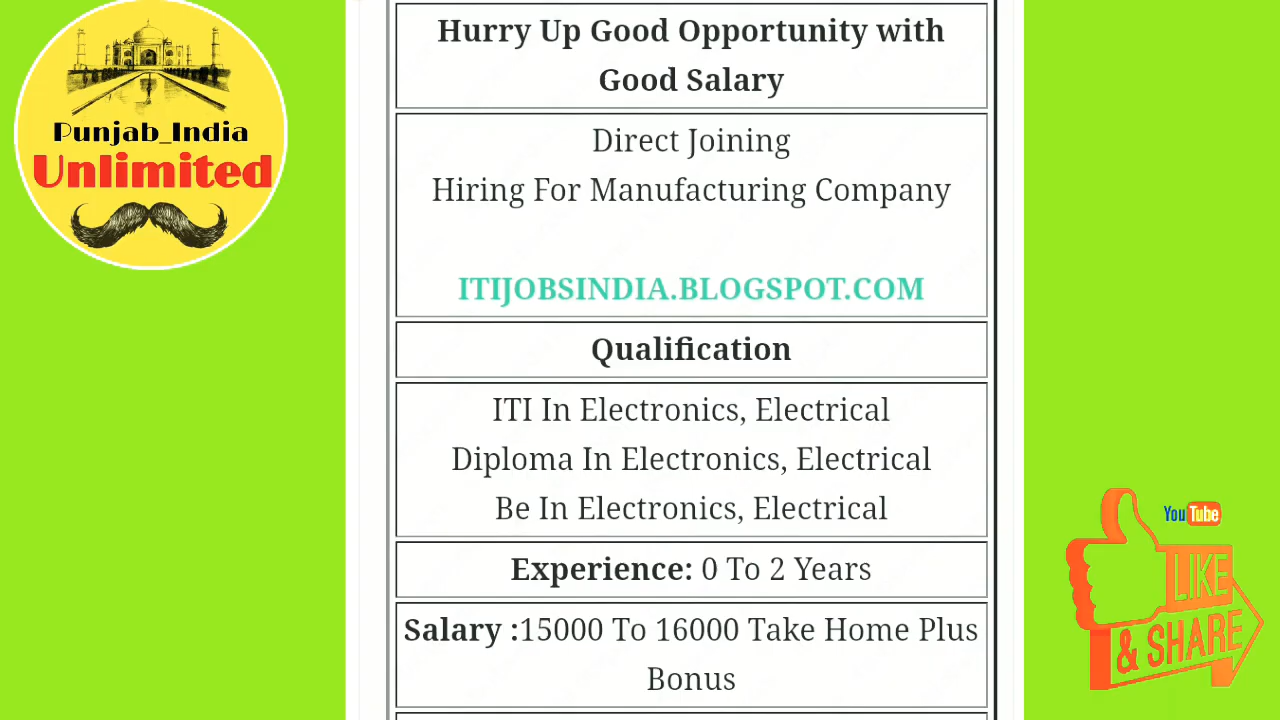 Punjab_India
Unlimited
Hurry Up Good Opportunity with
Good Salary
Direct Joining
Hiring For Manufacturing Company
ITIJOBSINDIA.BLOGSPOT.COM
Qualification
ITI In Electronics, Electrical
Diploma In Electronics, Electrical
Be In Electronics, Electrical
Experience: 0 To 2 Years
Salary :15000 To 16000 Take Home Plus
Bonus
YouTube
LIKE
& SHARE